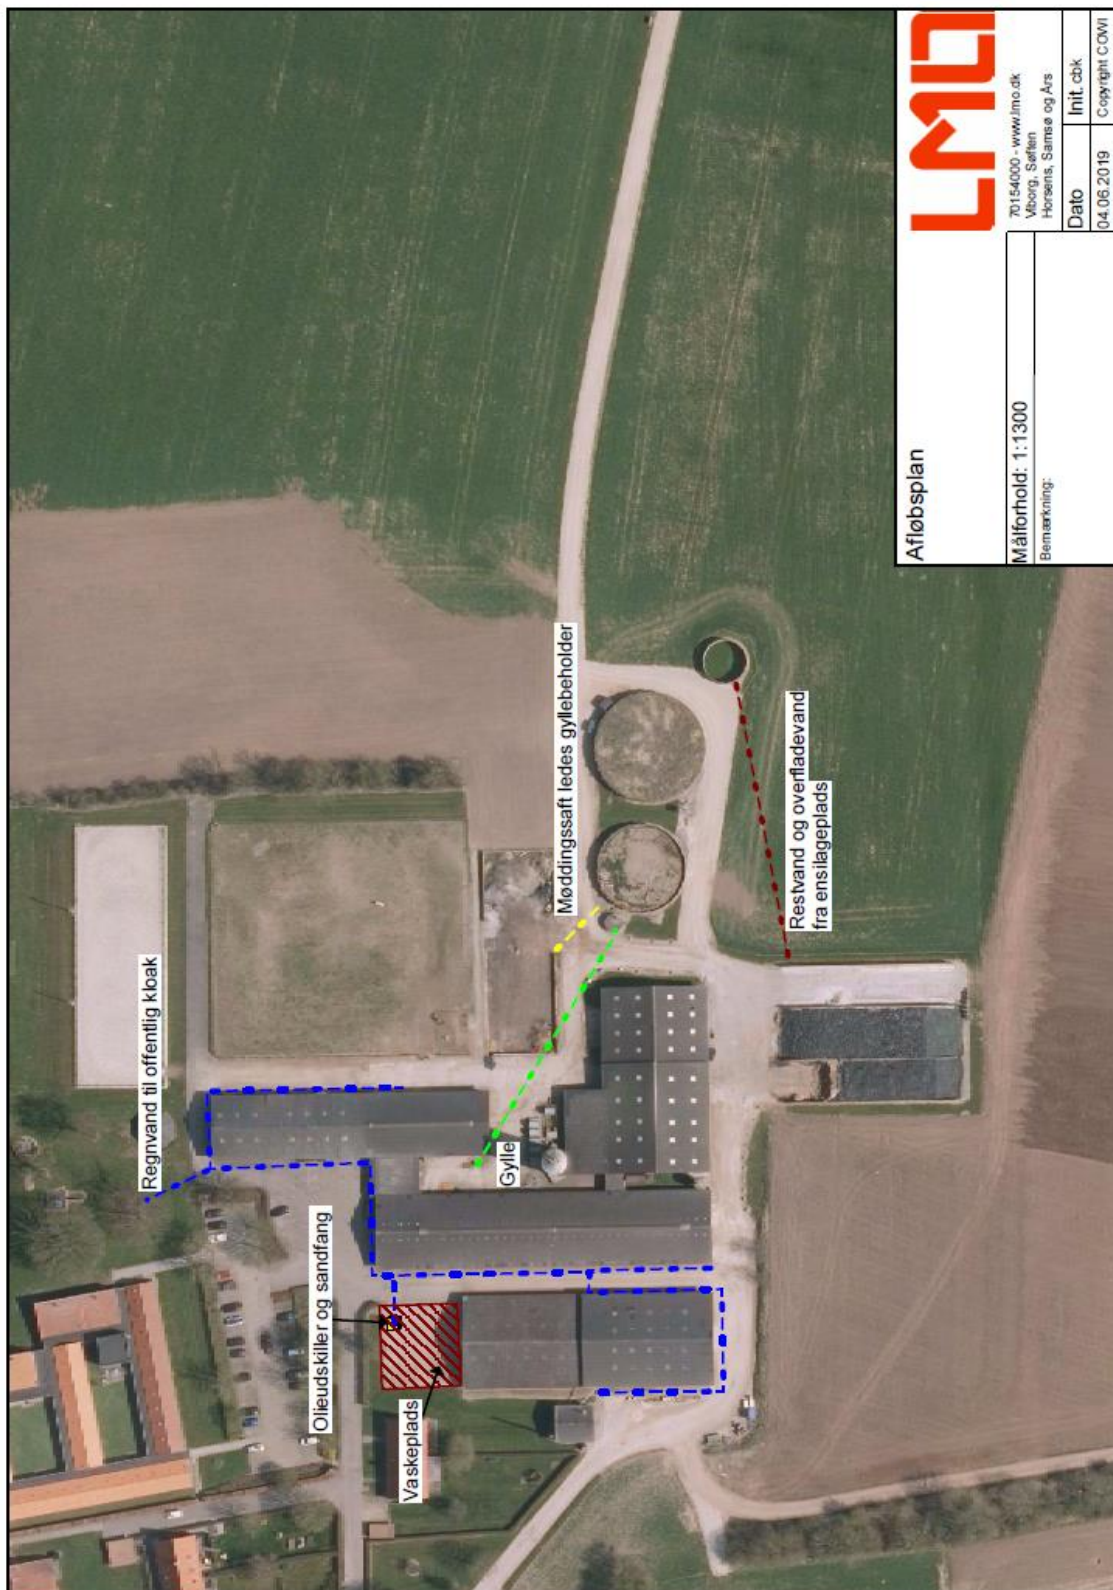 Regnvand til offentlig kloak
Olieudskiller og sandfang
Vaskeplads
Gylle
Møddingssaft ledes gyllebeholder
Restvand og overfladevand
fra ensilageplads
Afløbsplan
LMO
70154000 - www.lmo.dk
Viborg, Søften
Horsens, Samsø og Års
Målforhold: 1:1300
Bemærkning:
Dato
Init. cbk
04.06.2019
Copyright COWI